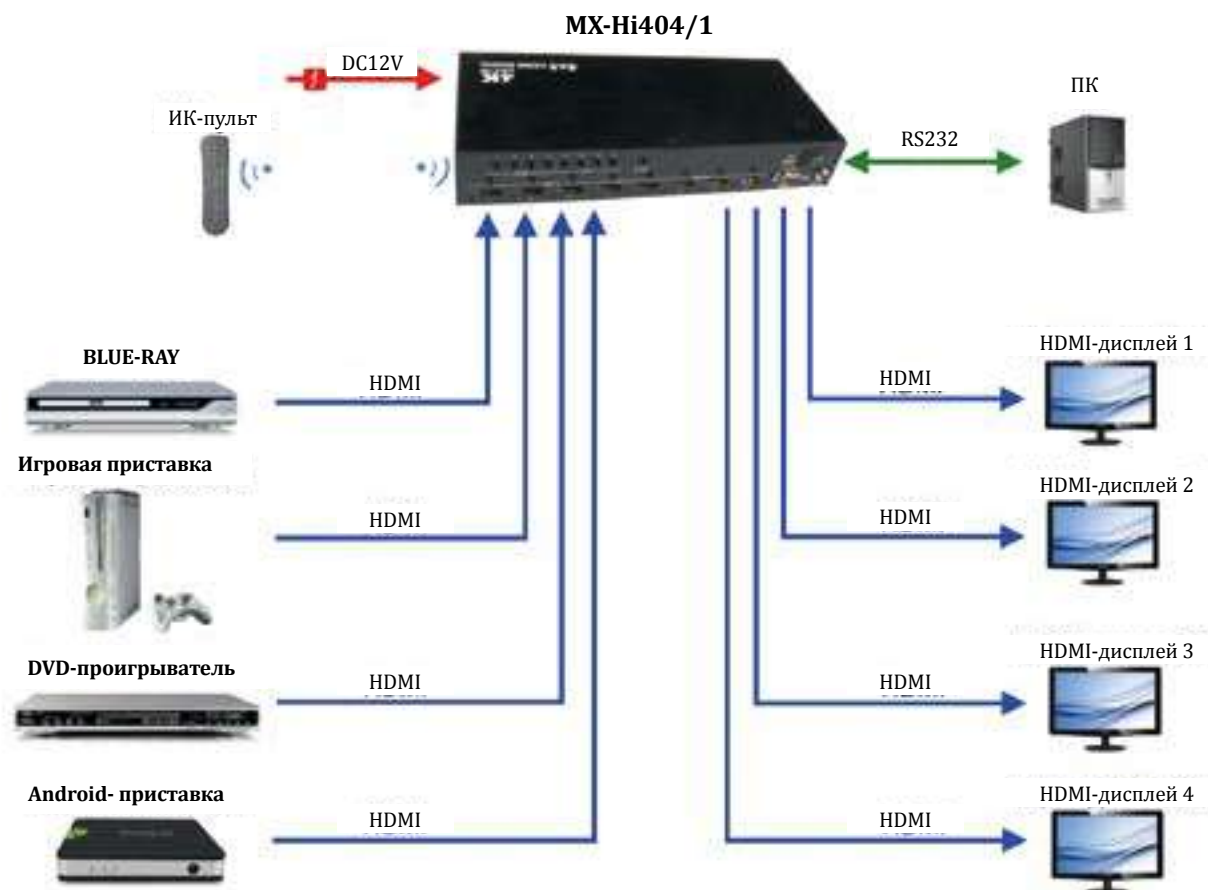 MX-Hi404/1
DC12V
ПК
ИК-пульт
RS232
4K
BLUE-RAY
HDMI
HDMI
HDMI-дисплей 1
Игровая приставка
HDMI
HDMI
HDMI-дисплей 2
DVD-проигрыватель
HDMI
HDMI
HDMI-дисплей 3
Android- приставка
HDMI
HDMI
HDMI-дисплей 4